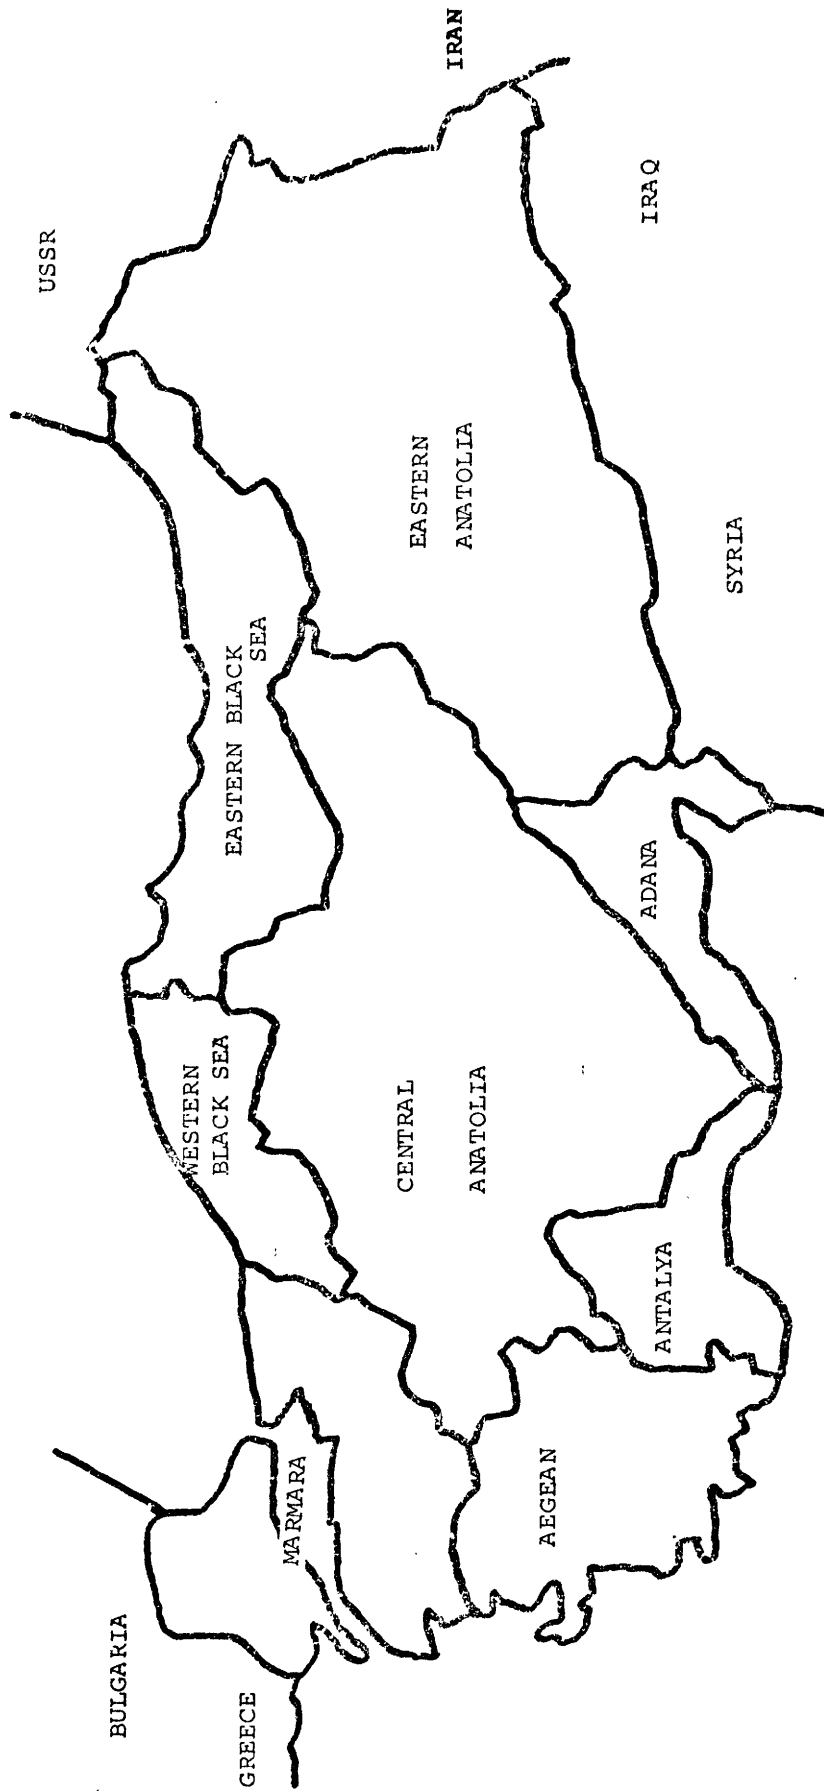 BULGARIA
GREECE
USSR
IRAN
MARMARA
WESTERN
BLACK SEA
EASTERN BLACK
SEA
AEGEAN
CENTRAL
ANATOLIA
EASTERN
ANATOLIA
ANTALYA
ADANA
SYRIA
IRAQ